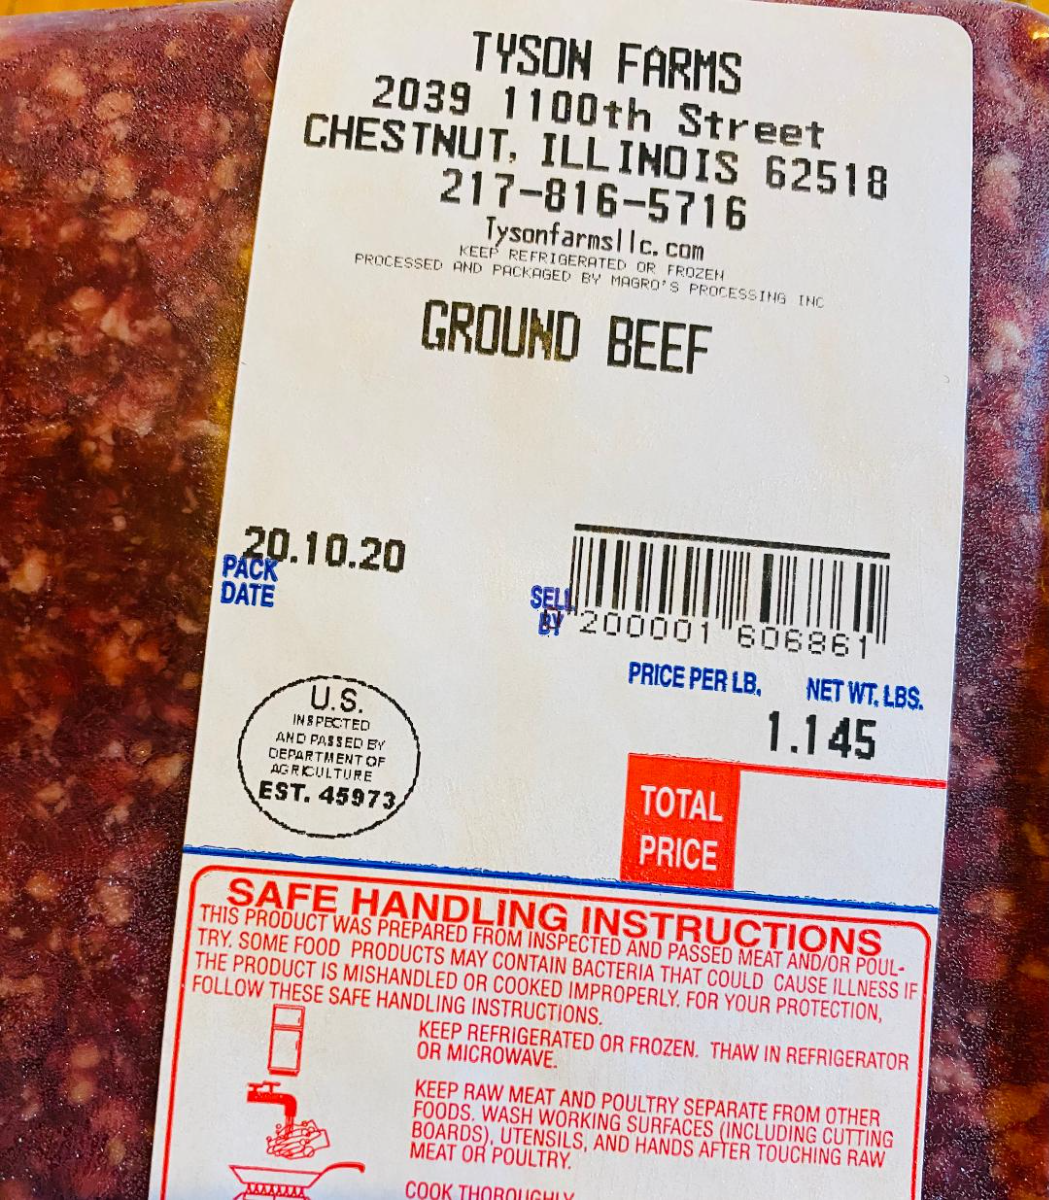 TYSON FARMS
2039 1100th Street
CHESTNUT, ILLINOIS 62518
217-816-5716
Tysonfarmsllc.com
KEEP REFRIGERATED OR FROZEN
PROCESSED AND PACKAGED BY MAGRO'S PROCESSING INC
GROUND BEEF
20.10.20
PACK
DATE
SELL
BY
200001 606861
PRICE PER LB.
NET WT. LBS.
1.145
U.S.
INSPECTED
AND PASSED BY
DEPARTMENT OF
AGRICULTURE
EST. 45973
TOTAL
PRICE
SAFE HANDLING INSTRUCTIONS
THIS PRODUCT WAS PREPARED FROM INSPECTED AND PASSED MEAT AND/OR POUL-
TRY. SOME FOOD PRODUCTS MAY CONTAIN BACTERIA THAT COULD CAUSE ILLNESS IF
THE PRODUCT IS MISHANDLED OR COOKED IMPROPERLY. FOR YOUR PROTECTION,
FOLLOW THESE SAFE HANDLING INSTRUCTIONS.
KEEP REFRIGERATED OR FROZEN. THAW IN REFRIGERATOR
OR MICROWAVE.
KEEP RAW MEAT AND POULTRY SEPARATE FROM OTHER
FOODS. WASH WORKING SURFACES (INCLUDING CUTTING
BOARDS), UTENSILS, AND HANDS AFTER TOUCHING RAW
MEAT OR POULTRY.
COOK THOROUGHLY.